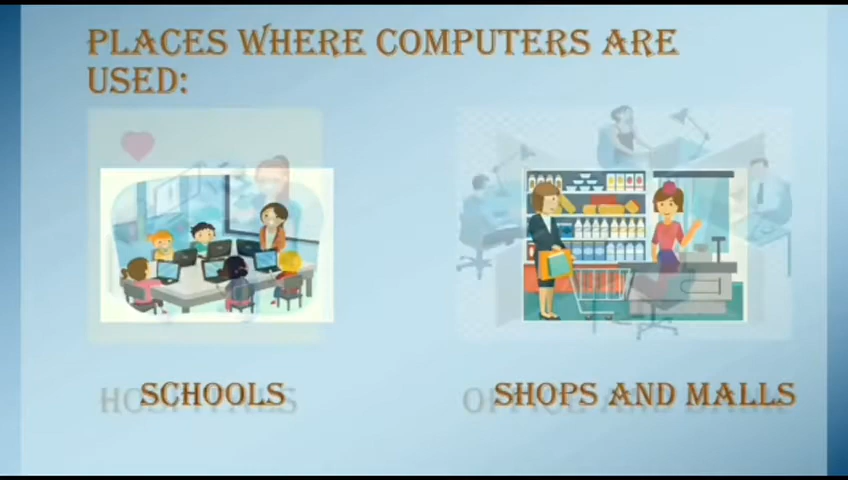 PLACES WHERE COMPUTERS ARE
USED:
SCHOOLS
SHOPS AND MALLS